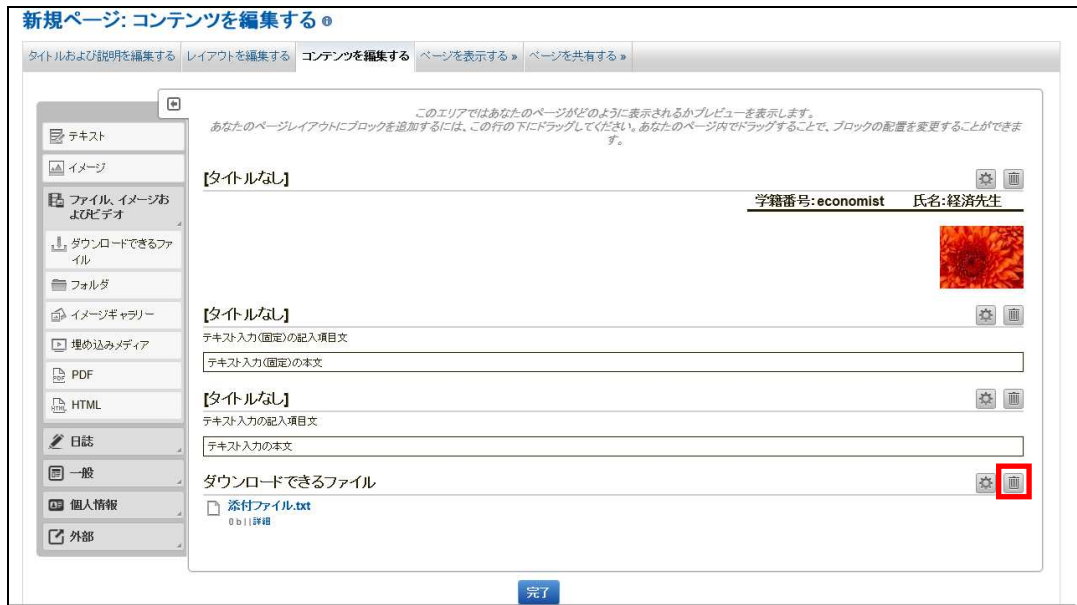 新規ページ: コンテンツを編集する
タイトルおよび説明を編集する レイアウトを編集する コンテンツを編集する ページを表示する » ページを共有する »
このエリアではあなたのページがどのように表示されるかプレビューを表示します。
あなたのページレイアウトにブロックを追加するには、この行の下にドラッグしてください。あなたのページ内でドラッグすることで、ブロックの配置を変更することができま
す。
テキスト
イメージ
ファイル、イメージお
よびビデオ
ダウンロードできるファ
イル
フォルダ
イメージギャラリー
埋め込みメディア
PDF
HTML
日誌
一般
個人情報
外部
[タイトルなし]
学籍番号:economist 氏名:経済先生
[タイトルなし]
テキスト入力(固定)の記入項目文
テキスト入力(固定)の本文
[タイトルなし]
テキスト入力の記入項目文
テキスト入力の本文
ダウンロードできるファイル
添付ファイル.txt
0 b | | 詳細
完了